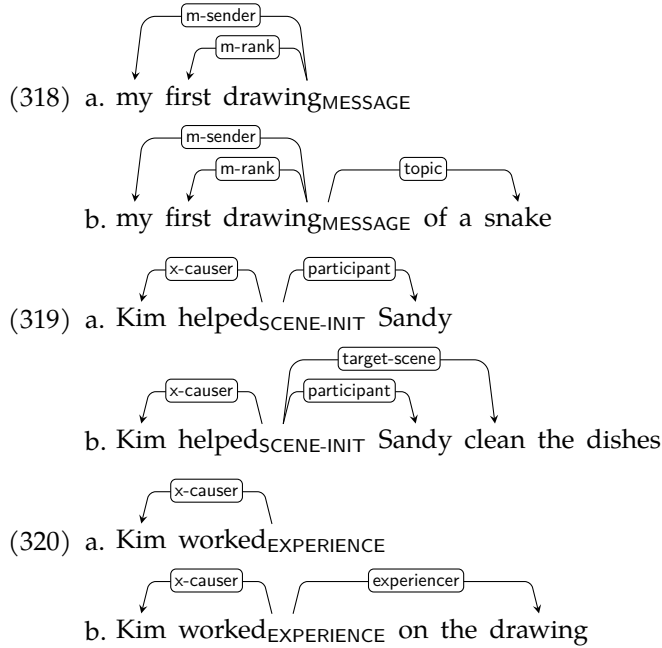 m-sender
m-rank
(318) a. my first drawingMESSAGE
m-sender
m-rank topic
b. my first drawingMESSAGE of a snake
x-causer participant
(319) a. Kim helpedSCENE-INIT Sandy
target-scene
x-causer participant
b. Kim helpedSCENE-INIT Sandy clean the dishes
x-causer
(320) a. Kim workedEXPERIENCE
x-causer experiencer
b. Kim workedEXPERIENCE on the drawing